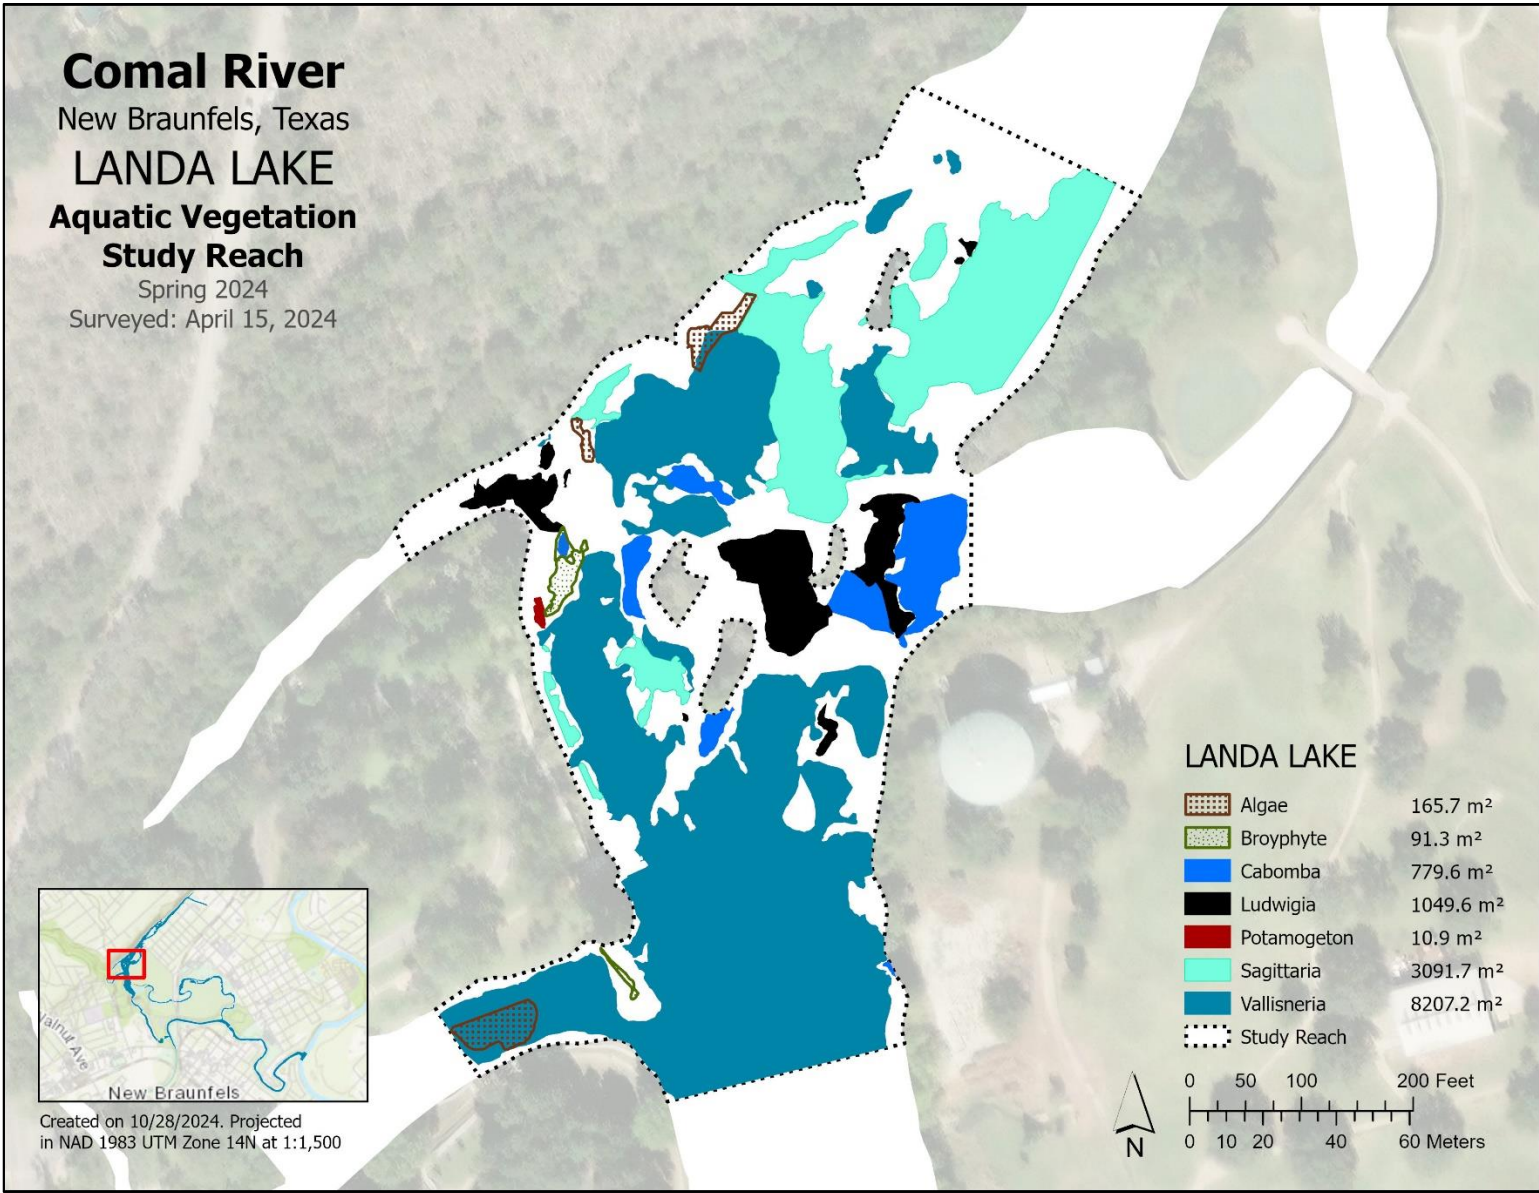 Comal River
New Braunfels, Texas
LANDA LAKE
Aquatic Vegetation
Study Reach
Spring 2024
Surveyed: April 15, 2024
LANDA LAKE
Algae 165.7 m²
Broyphyte 91.3 m²
Cabomba 779.6 m²
Ludwigia 1049.6 m²
Potamogeton 10.9 m²
Sagittaria 3091.7 m²
Vallisneria 8207.2 m²
Study Reach
0 50 100 200 Feet
0 10 20 40 60 Meters
N
alnut Ave
New Braunfels
Created on 10/28/2024. Projected
in NAD 1983 UTM Zone 14N at 1:1,500